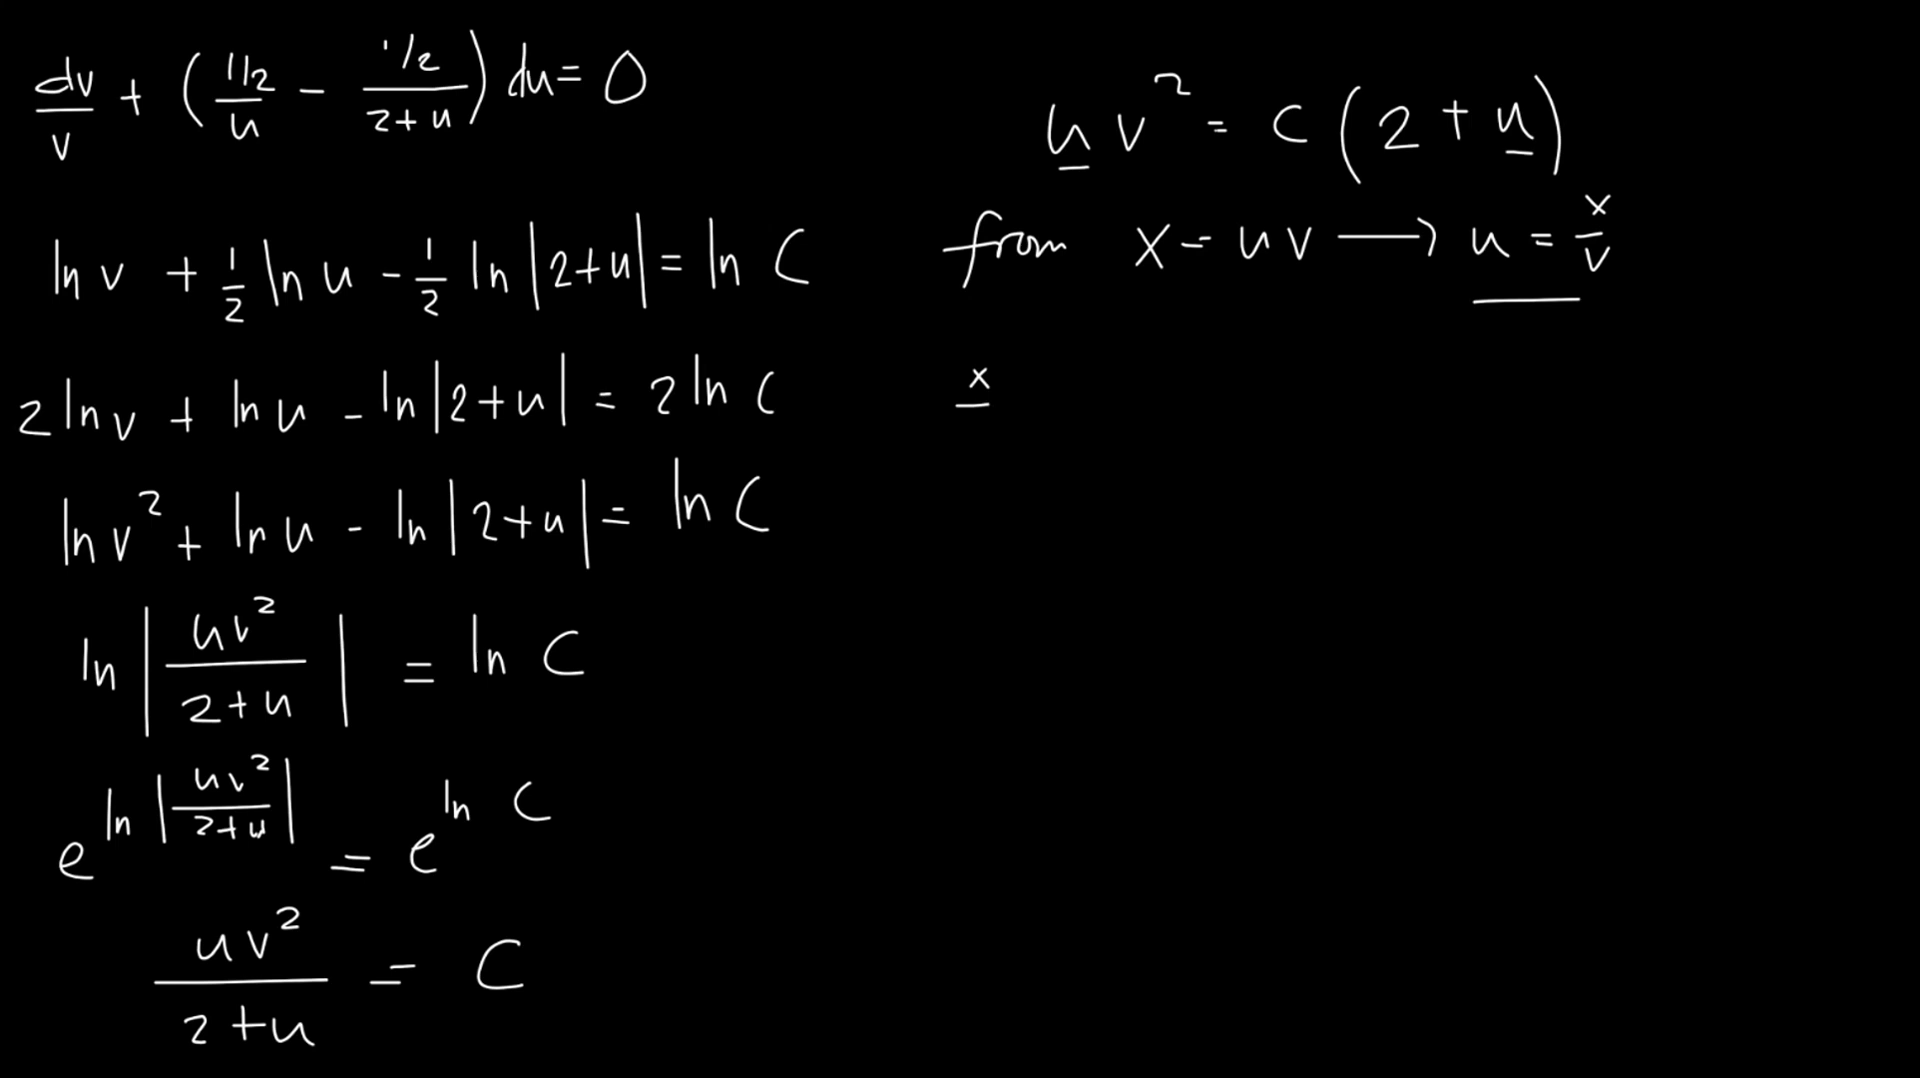 dv/v + (1/2/u - 1/2/2+u) du = 0
ln v + 1/2 ln u - 1/2 ln |2+u| = ln C
2 ln v + ln u - ln |2+u| = 2 ln C
ln v² + ln u - ln |2+u| = ln C
ln |uv²/2+u| = ln C
e^ln |uv²/2+u| = e^ln C
uv²/2+u = C
u v² = C (2 + u)
from x = uv → u = x/v
x